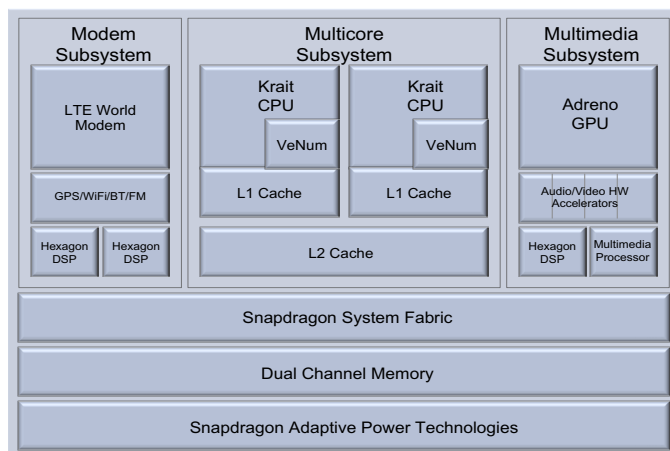 Modem
Subsystem
LTE World
Modem
GPS/WiFi/BT/FM
Hexagon
DSP
Hexagon
DSP
Multicore
Subsystem
Krait
CPU
VeNum
L1 Cache
Krait
CPU
VeNum
L1 Cache
L2 Cache
Multimedia
Subsystem
Adreno
GPU
Audio/Video HW
Accelerators
Hexagon
DSP
Multimedia
Processor
Snapdragon System Fabric
Dual Channel Memory
Snapdragon Adaptive Power Technologies